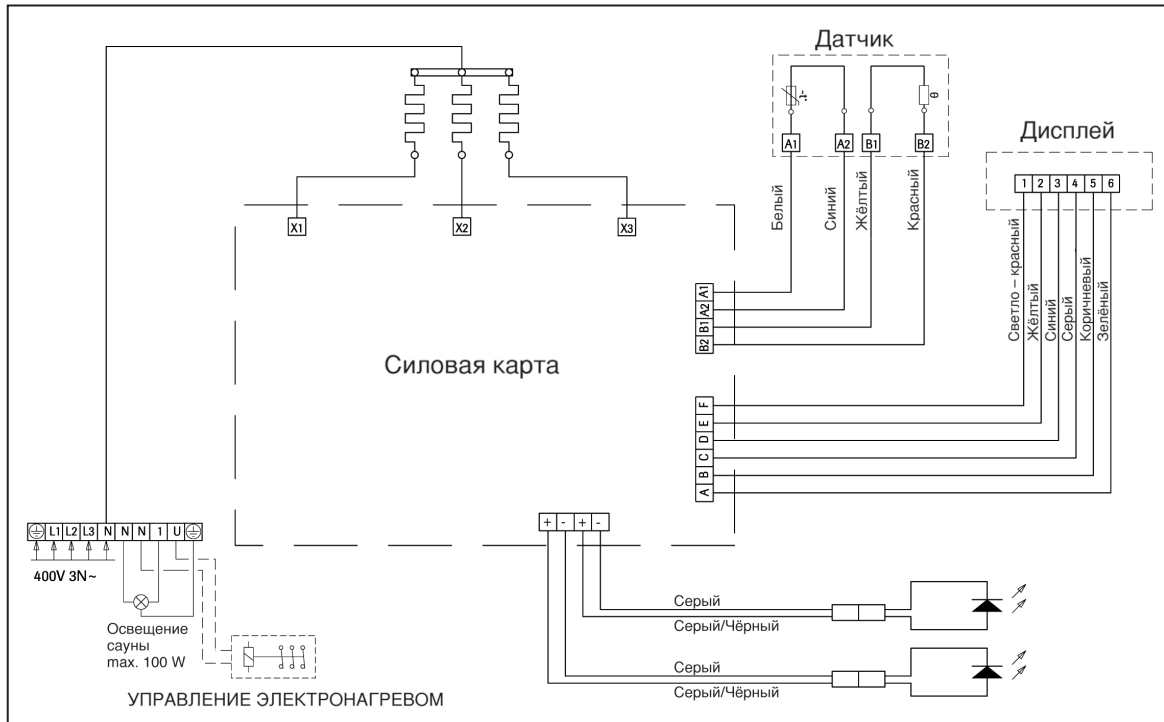 Датчик
-t°
θ
A1 A2 B1 B2
Дисплей
1 2 3 4 5 6
Белый
Синий
Жёлтый
Красный
Светло – красный
Жёлтый
Синий
Серый
Коричневый
Зелёный
X1 X2 X3
A1
A2
B1
B2
Силовая карта
F
E
D
C
B
A
+ - + -
L1 L2 L3 N N N 1 U
400V 3N~
Освещение
сауны
max. 100 W
УПРАВЛЕНИЕ ЭЛЕКТРОНАГРЕВОМ
Серый
Серый/Чёрный
Серый
Серый/Чёрный